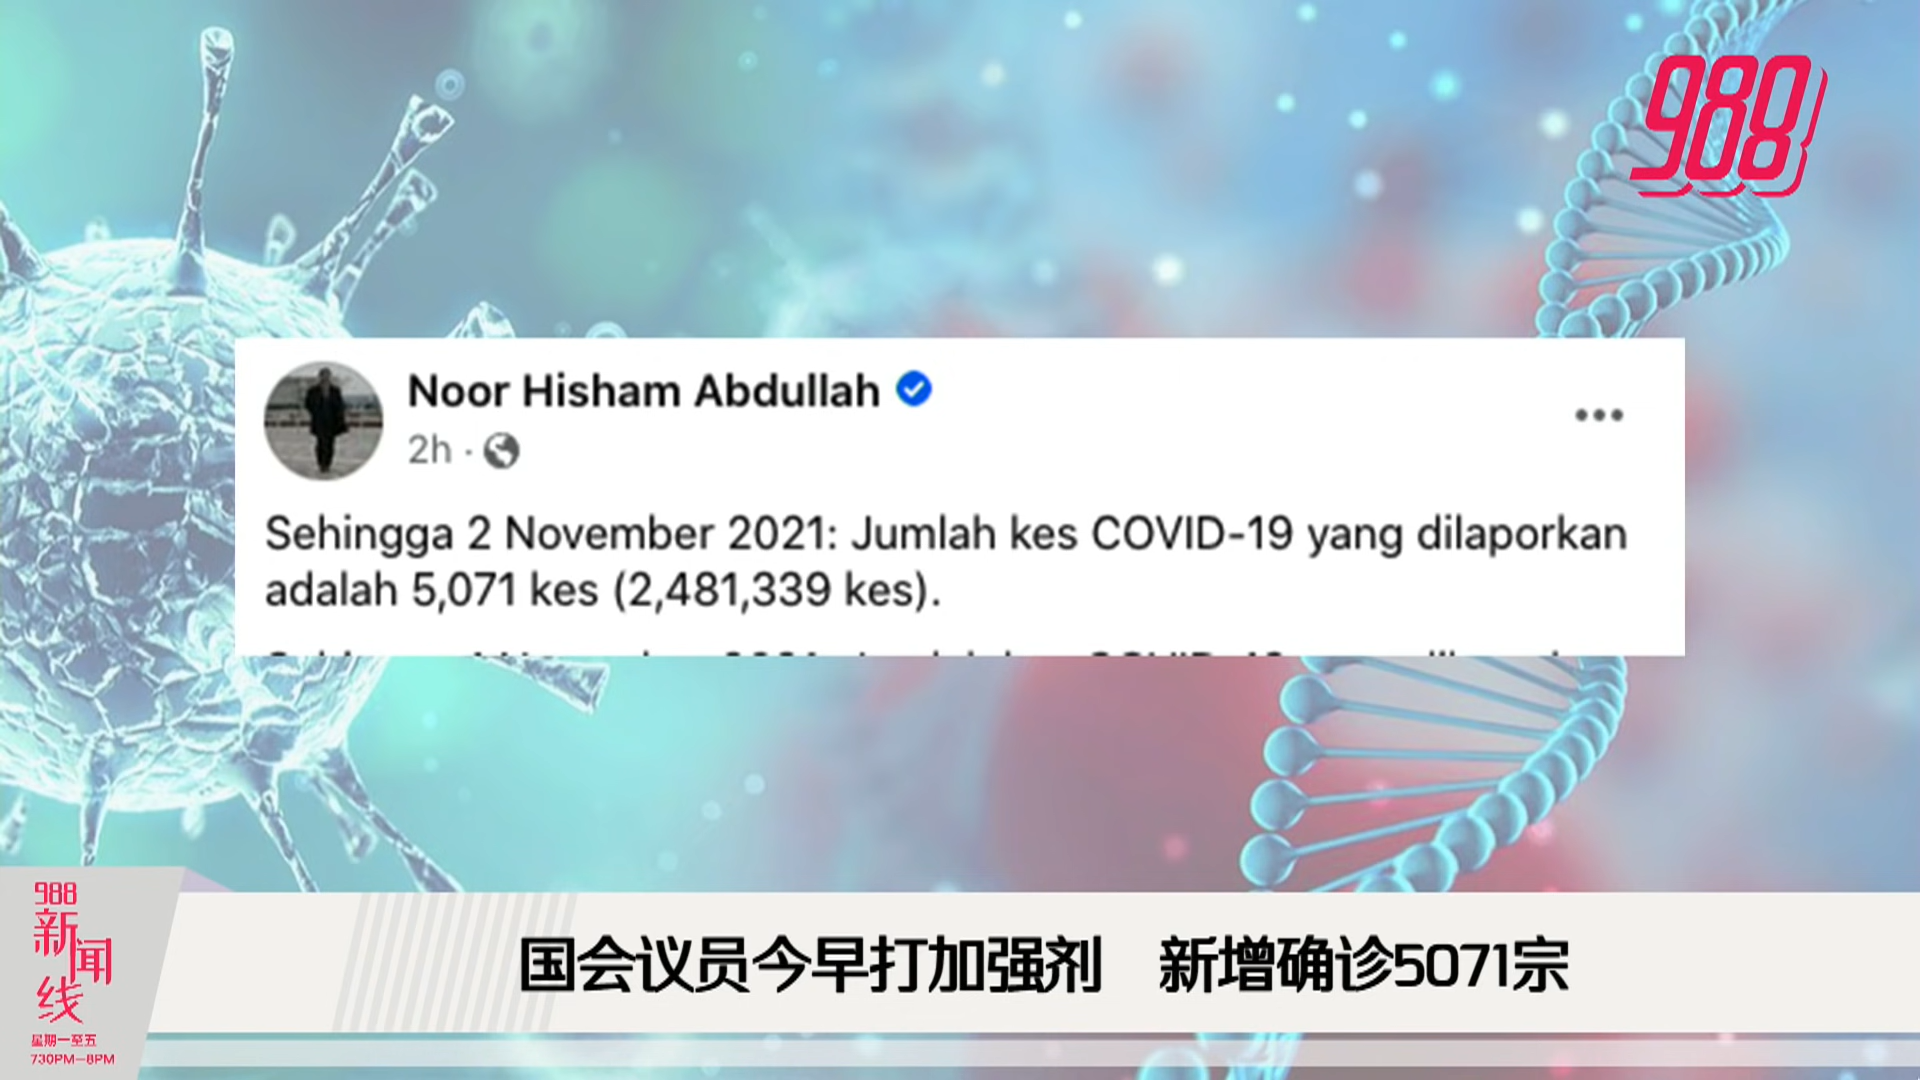 988
Noor Hisham Abdullah
2h ·
Sehingga 2 November 2021: Jumlah kes COVID-19 yang dilaporkan
adalah 5,071 kes (2,481,339 kes).
988
新闻
线
星期一至五
730PM-8PM
国会议员今早打加强剂 新增确诊5071宗